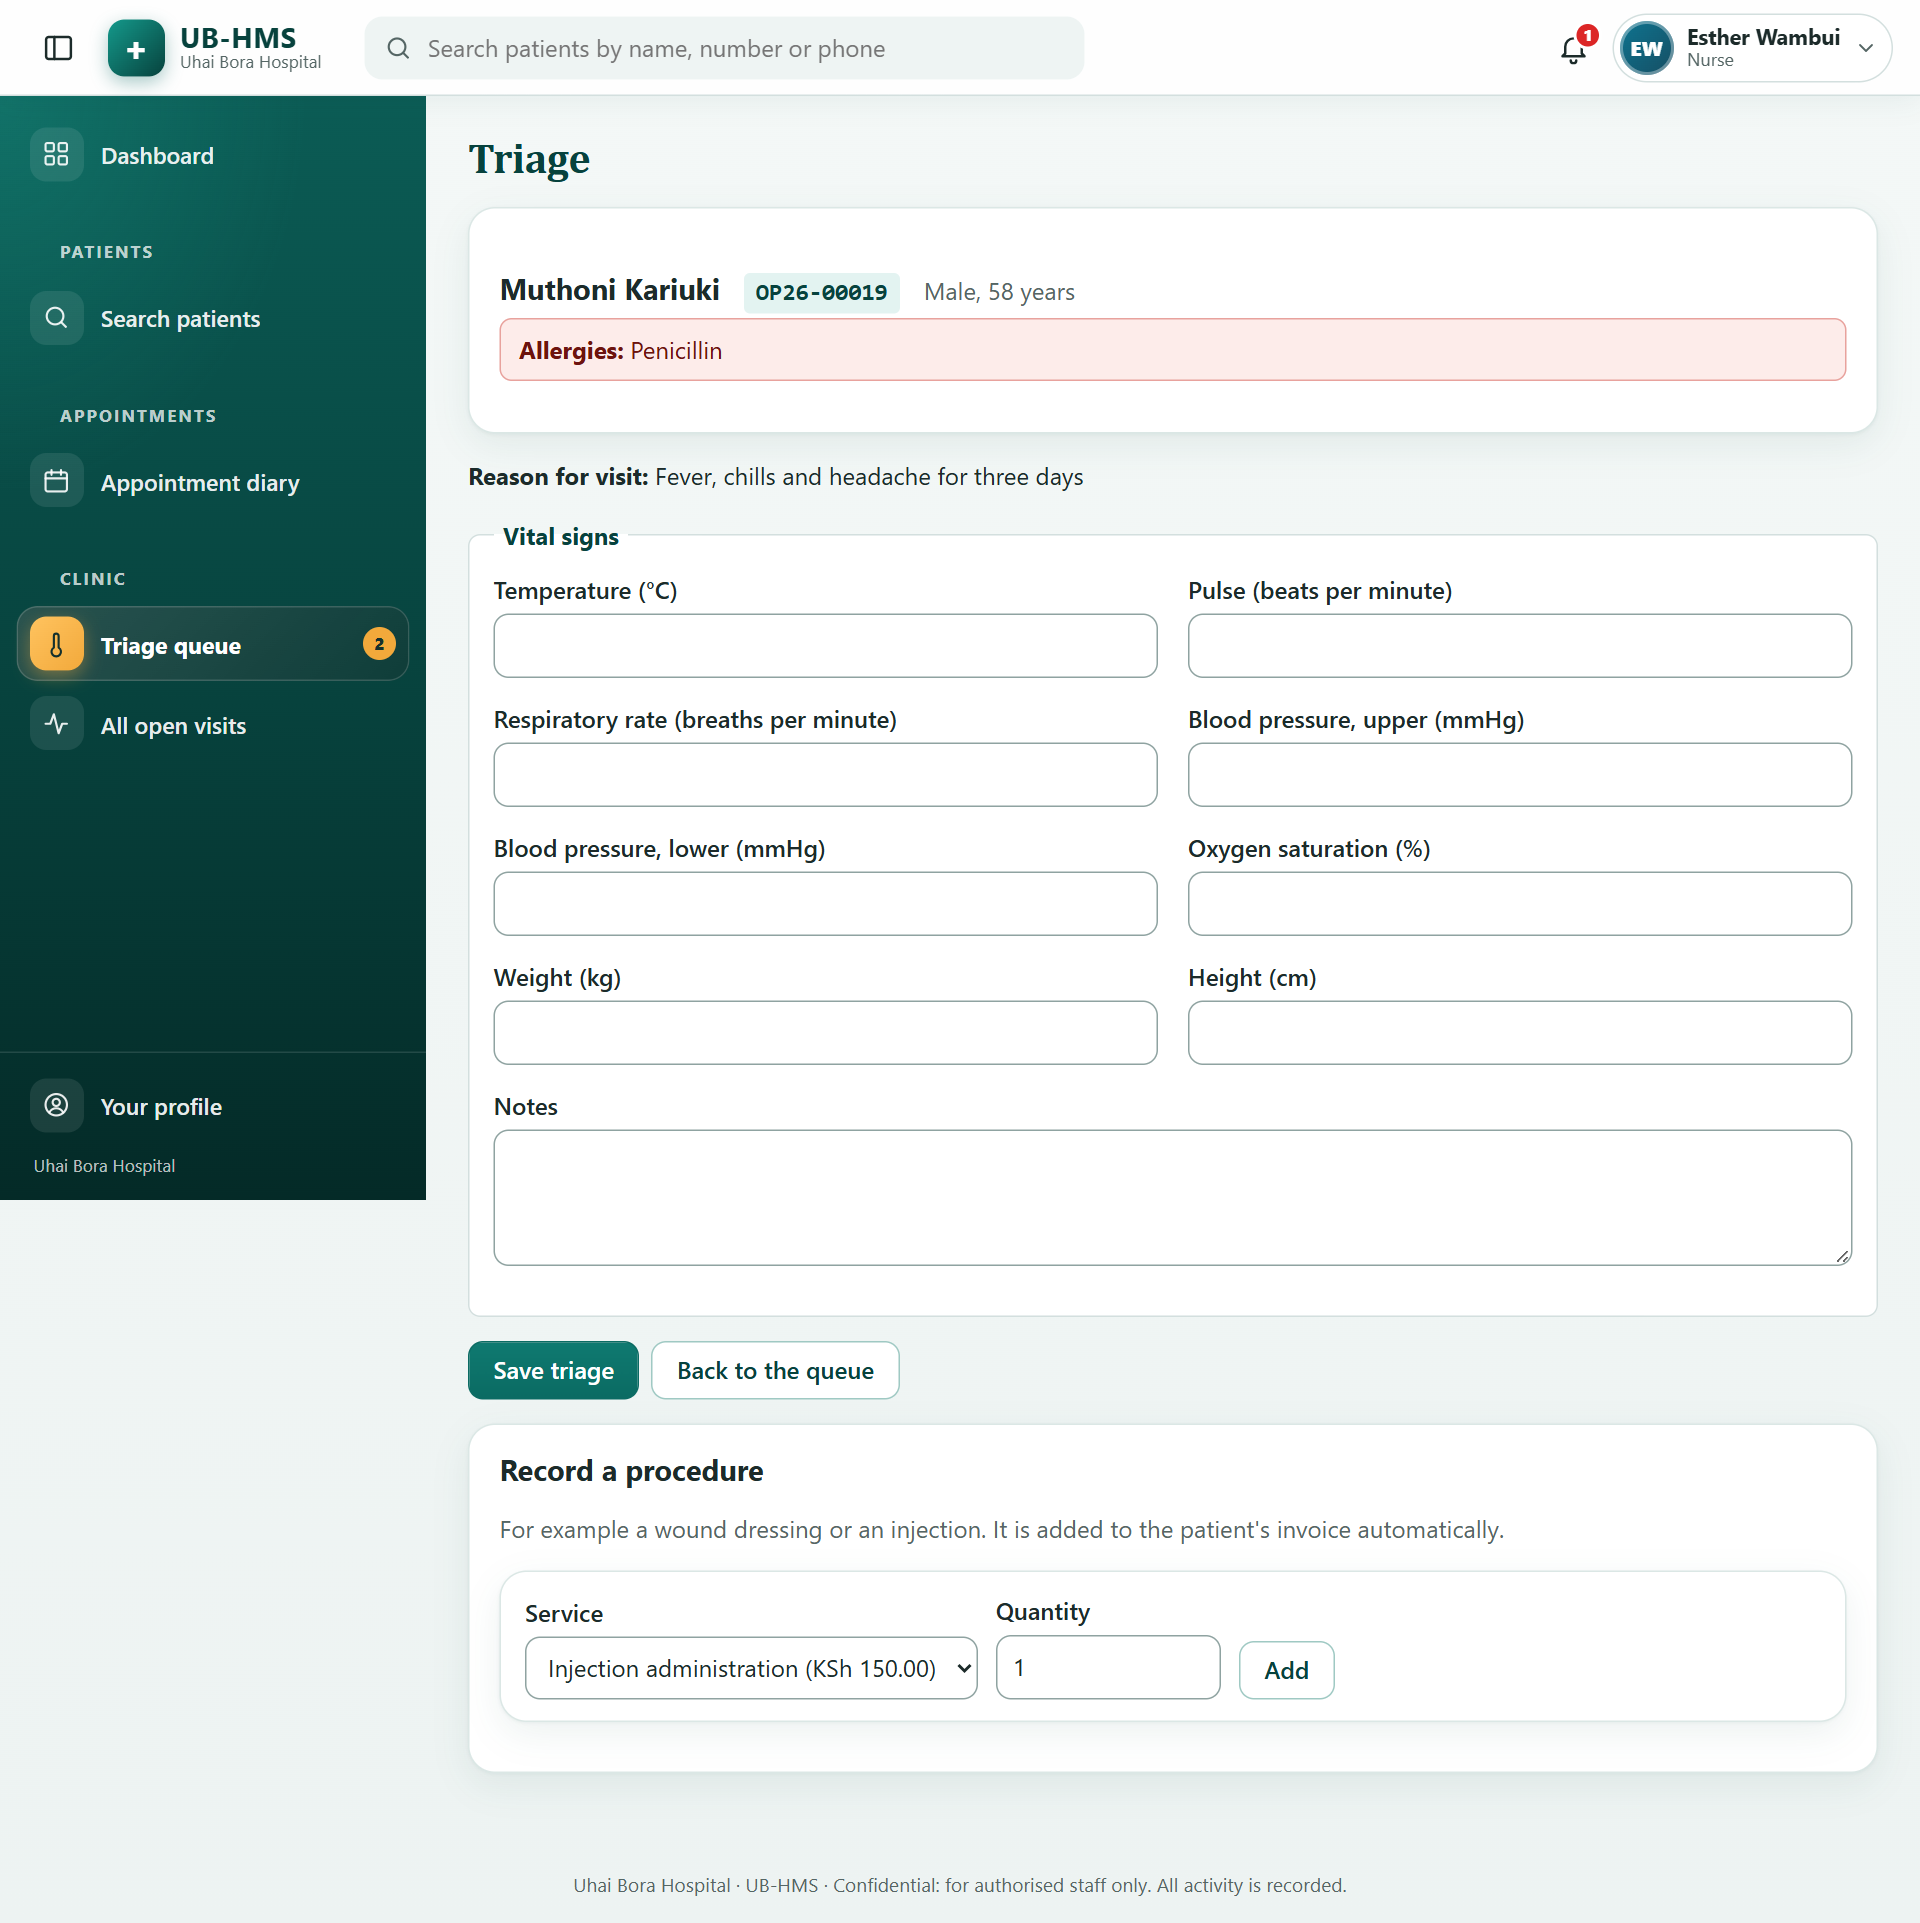 UB-HMS
Uhai Bora Hospital
Search patients by name, number or phone
1
EW
Esther Wambui
Nurse
Dashboard
PATIENTS
Search patients
APPOINTMENTS
Appointment diary
CLINIC
Triage queue
2
All open visits
Your profile
Uhai Bora Hospital
Triage
Muthoni Kariuki OP26-00019 Male, 58 years
Allergies: Penicillin
Reason for visit: Fever, chills and headache for three days
Vital signs
Temperature (°C)
Pulse (beats per minute)
Respiratory rate (breaths per minute)
Blood pressure, upper (mmHg)
Blood pressure, lower (mmHg)
Oxygen saturation (%)
Weight (kg)
Height (cm)
Notes
Save triage
Back to the queue
Record a procedure
For example a wound dressing or an injection. It is added to the patient's invoice automatically.
Service
Quantity
Injection administration (KSh 150.00)
1
Add
Uhai Bora Hospital · UB-HMS · Confidential: for authorised staff only. All activity is recorded.